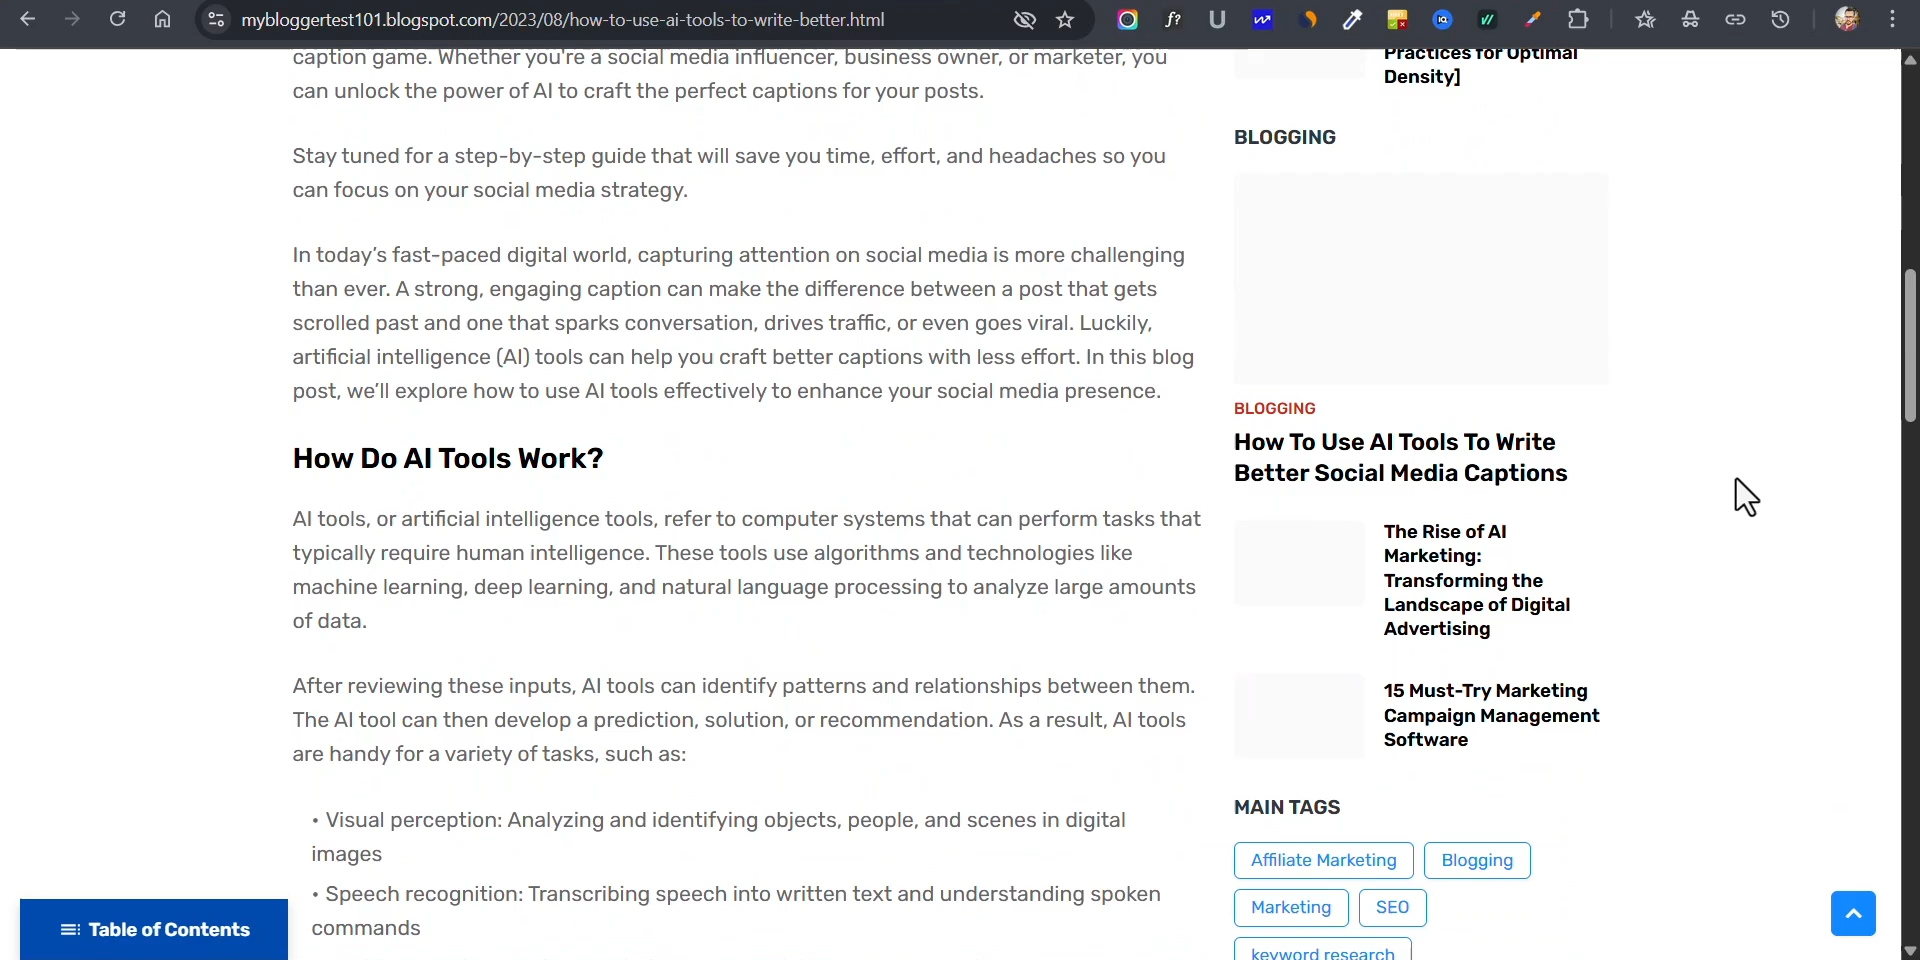 mybloggertest101.blogspot.com/2023/08/how-to-use-ai-tools-to-write-better.html
caption game. Whether you're a social media influencer, business owner, or marketer, you
can unlock the power of AI to craft the perfect captions for your posts.
Stay tuned for a step-by-step guide that will save you time, effort, and headaches so you
can focus on your social media strategy.
In today’s fast-paced digital world, capturing attention on social media is more challenging
than ever. A strong, engaging caption can make the difference between a post that gets
scrolled past and one that sparks conversation, drives traffic, or even goes viral. Luckily,
artificial intelligence (AI) tools can help you craft better captions with less effort. In this blog
post, we’ll explore how to use AI tools effectively to enhance your social media presence.
How Do AI Tools Work?
AI tools, or artificial intelligence tools, refer to computer systems that can perform tasks that
typically require human intelligence. These tools use algorithms and technologies like
machine learning, deep learning, and natural language processing to analyze large amounts
of data.
After reviewing these inputs, AI tools can identify patterns and relationships between them.
The AI tool can then develop a prediction, solution, or recommendation. As a result, AI tools
are handy for a variety of tasks, such as:
• Visual perception: Analyzing and identifying objects, people, and scenes in digital
images
• Speech recognition: Transcribing speech into written text and understanding spoken
commands
Table of Contents
Practices for Optimal
Density]
BLOGGING
BLOGGING
How To Use AI Tools To Write
Better Social Media Captions
The Rise of AI
Marketing:
Transforming the
Landscape of Digital
Advertising
15 Must-Try Marketing
Campaign Management
Software
MAIN TAGS
Affiliate Marketing
Blogging
Marketing
SEO
keyword research